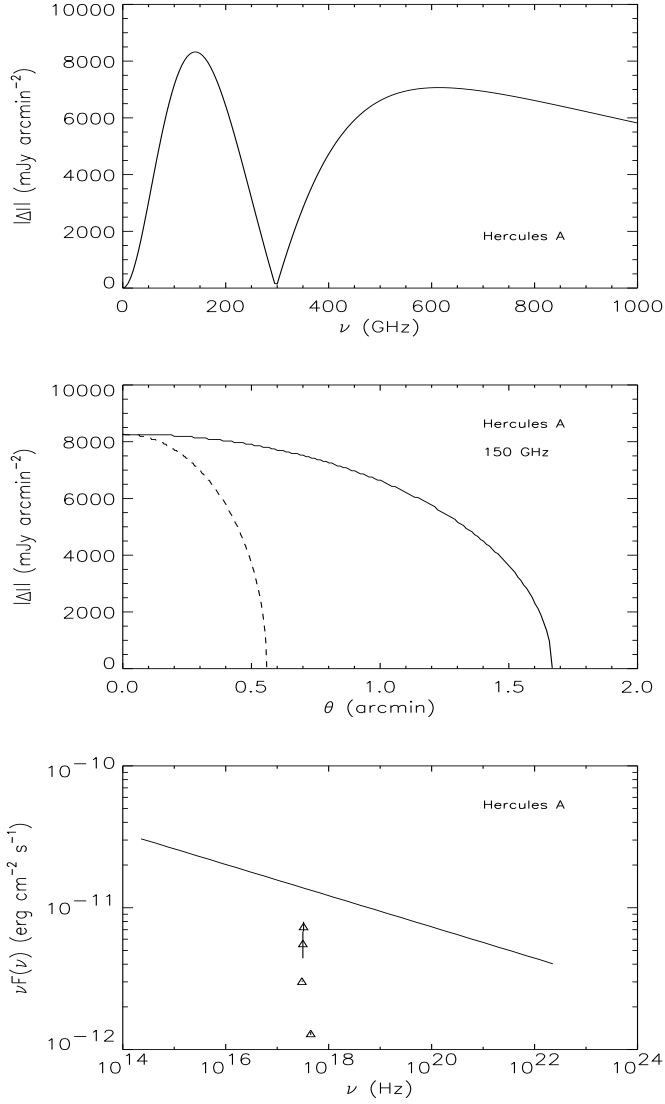 10000
8000
6000
4000
2000
0
|ΔI| (mJy arcmin⁻²)
Hercules A
0 200 400 600 800 1000
ν (GHz)
10000
8000
6000
4000
2000
0
|ΔI| (mJy arcmin⁻²)
Hercules A
150 GHz
0.0 0.5 1.0 1.5 2.0
θ (arcmin)
10⁻¹⁰
10⁻¹¹
10⁻¹²
νF(ν) (erg cm⁻² s⁻¹)
Hercules A
10¹⁴ 10¹⁶ 10¹⁸ 10²⁰ 10²² 10²⁴
ν (Hz)